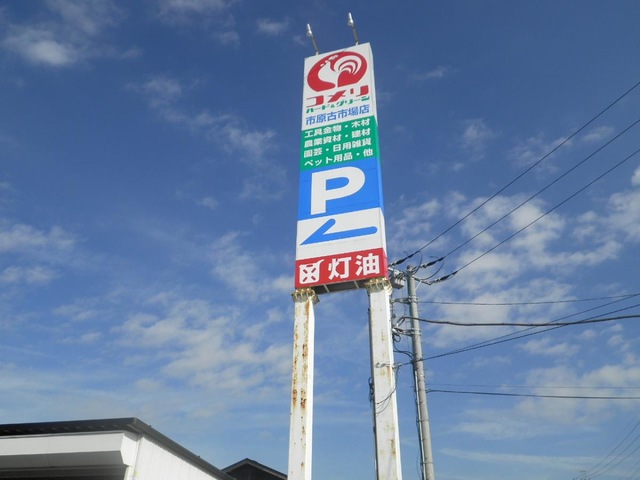 コメリ
ハード&グリーン
市原古市場店
工具金物・木材
農業資材・建材
園芸・日用雑貨
ペット用品・他
P
灯油